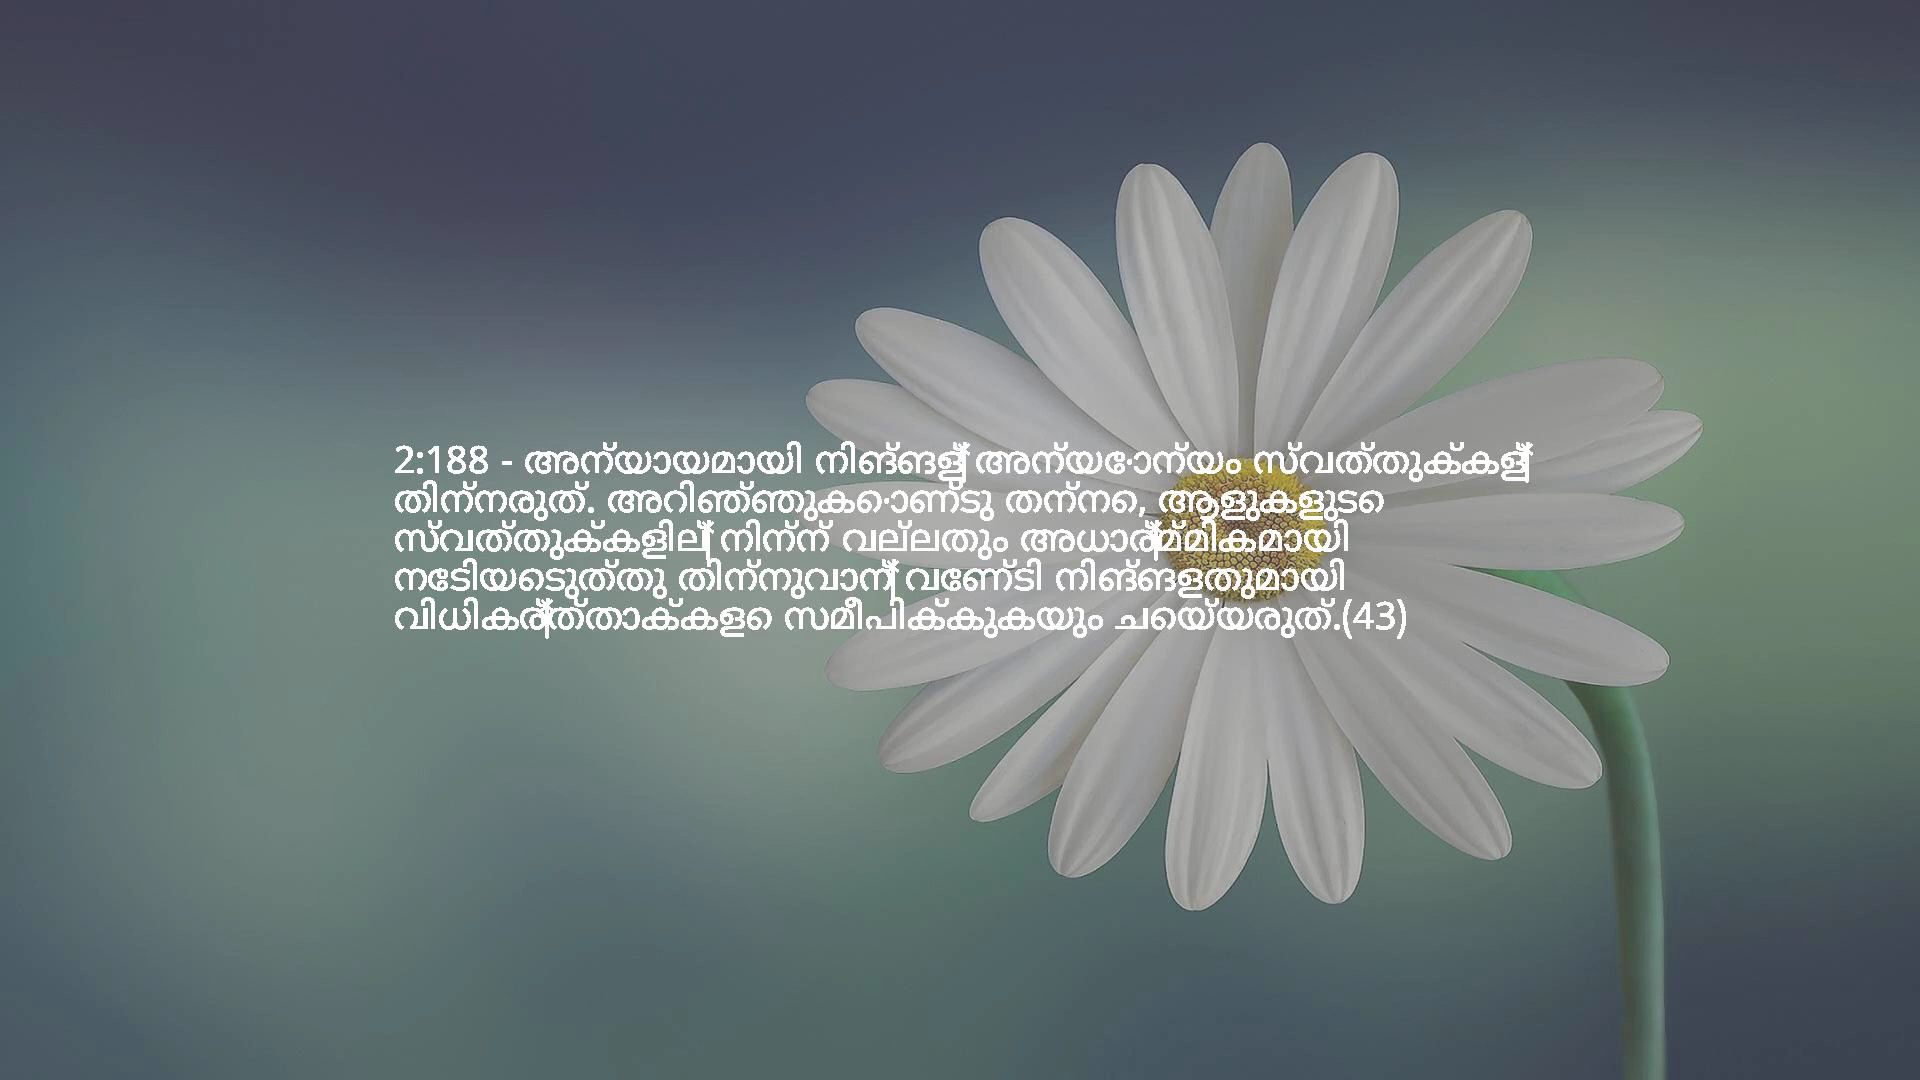 2:188 - അന്യായമായി നിങ്ങള്‍ അന്യോന്യം സ്വത്തുക്കള്‍
തിന്നരുത്. അറിഞ്ഞുകൊണ്ടു തന്നെ, ആളുകളുടെ
സ്വത്തുക്കളില്‍ നിന്ന് വല്ലതും അധാര്‍മ്മികമായി
നേടിയെടുത്തു തിന്നുവാന്‍ വേണ്ടി നിങ്ങളതുമായി
വിധികര്‍ത്താക്കളെ സമീപിക്കുകയും ചെയ്യരുത്.(43)